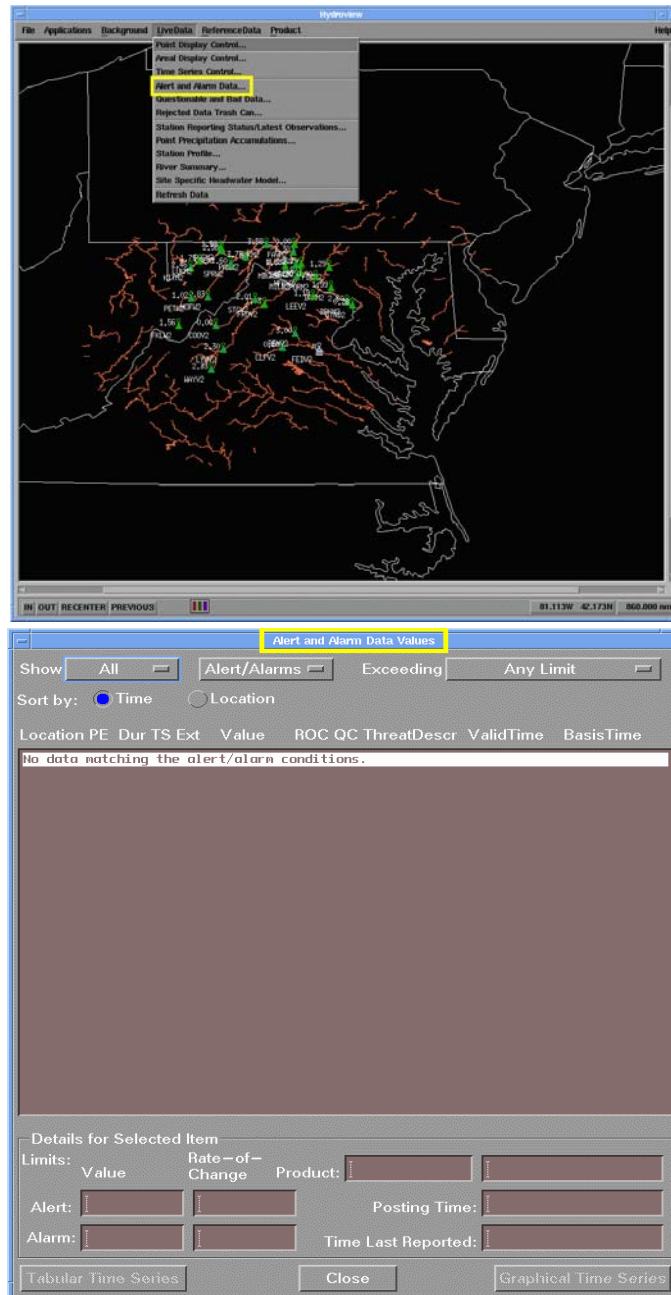 Hydroview
File Applications Background LiveData ReferenceData Product Help
Point Display Control...
Areal Display Control...
Time Series Control...
Alert and Alarm Data...
Questionable and Bad Data...
Rejected Data Trash Can...
Station Reporting Status/Latest Observations...
Point Precipitation Accumulations...
Station Profile...
River Summary...
Site Specific Headwater Model...
Refresh Data
LEEV2
CLFV2
FEIV2
WAYV2
COOV2
IN OUT RECENTER PREVIOUS 81.113W 42.173N 860.000 nm
Alert and Alarm Data Values
Show All Alert/Alarms Exceeding Any Limit
Sort by: Time Location
Location PE Dur TS Ext Value ROC QC ThreatDescr ValidTime BasisTime
No data matching the alert/alarm conditions.
Details for Selected Item
Limits: Value Rate-of-Change Product:
Alert: Posting Time:
Alarm: Time Last Reported:
Tabular Time Series Close Graphical Time Series